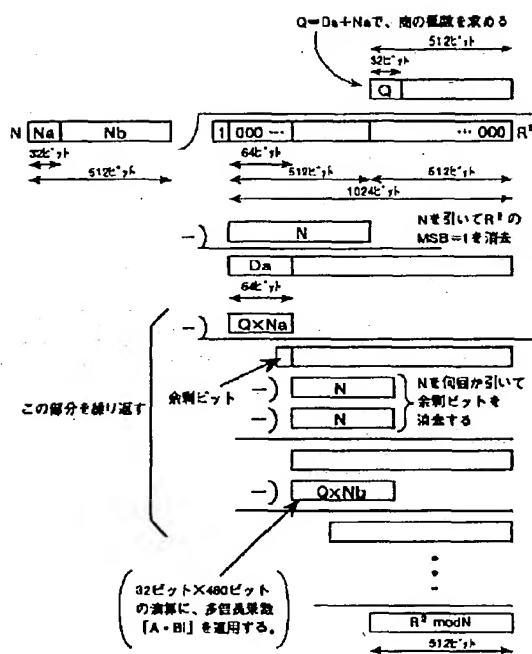 Q=Da÷Naで、商の概数を求める
512ビット
32ビット
Q
N Na Nb
1 000 ··· ··· 000 R²
32ビット
64ビット
512ビット
512ビット 512ビット
1024ビット
−) N
Nを引いてR²の
MSB=1を消去
Da
64ビット
−) Q×Na
この部分を繰り返す
余剰ビット
−) N
−) N
Nを何回か引いて
余剰ビットを
消去する
−) Q×Nb
32ビット×480ビット
の演算に、多倍長乗数
「A・Bi」を適用する。
R² modN
512ビット